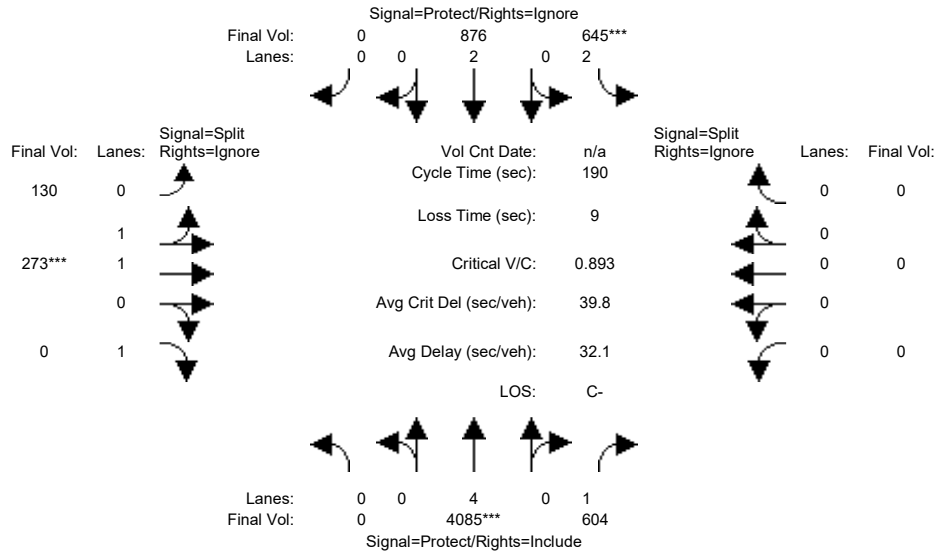 Signal=Protect/Rights=Ignore
Final Vol: 0 876 645***
Lanes: 0 0 2 0 2
Signal=Split Signal=Split
Final Vol: Lanes: Rights=Ignore Vol Cnt Date: n/a Rights=Ignore Lanes: Final Vol:
Cycle Time (sec): 190
130 0 0 0
Loss Time (sec): 9
1 0
273*** 1 Critical V/C: 0.893 0 0
0 Avg Crit Del (sec/veh): 39.8 0
0 1 Avg Delay (sec/veh): 32.1 0 0
LOS: C-
Lanes: 0 0 4 0 1
Final Vol: 0 4085*** 604
Signal=Protect/Rights=Include